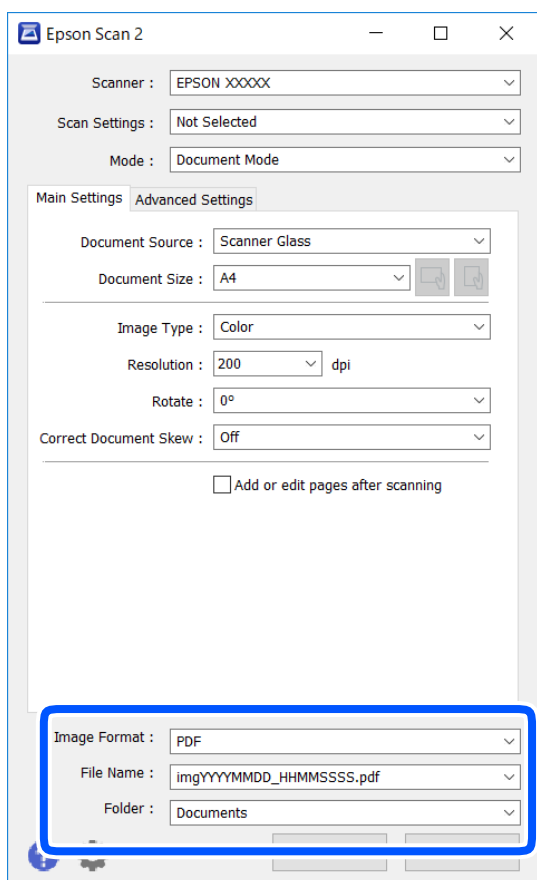 Epson Scan 2
Scanner : EPSON XXXXX
Scan Settings : Not Selected
Mode : Document Mode
Main Settings Advanced Settings
Document Source : Scanner Glass
Document Size : A4
Image Type : Color
Resolution : 200 dpi
Rotate : 0°
Correct Document Skew : Off
Add or edit pages after scanning
Image Format : PDF
File Name : imgYYYYMMDD_HHMMSSSS.pdf
Folder : Documents